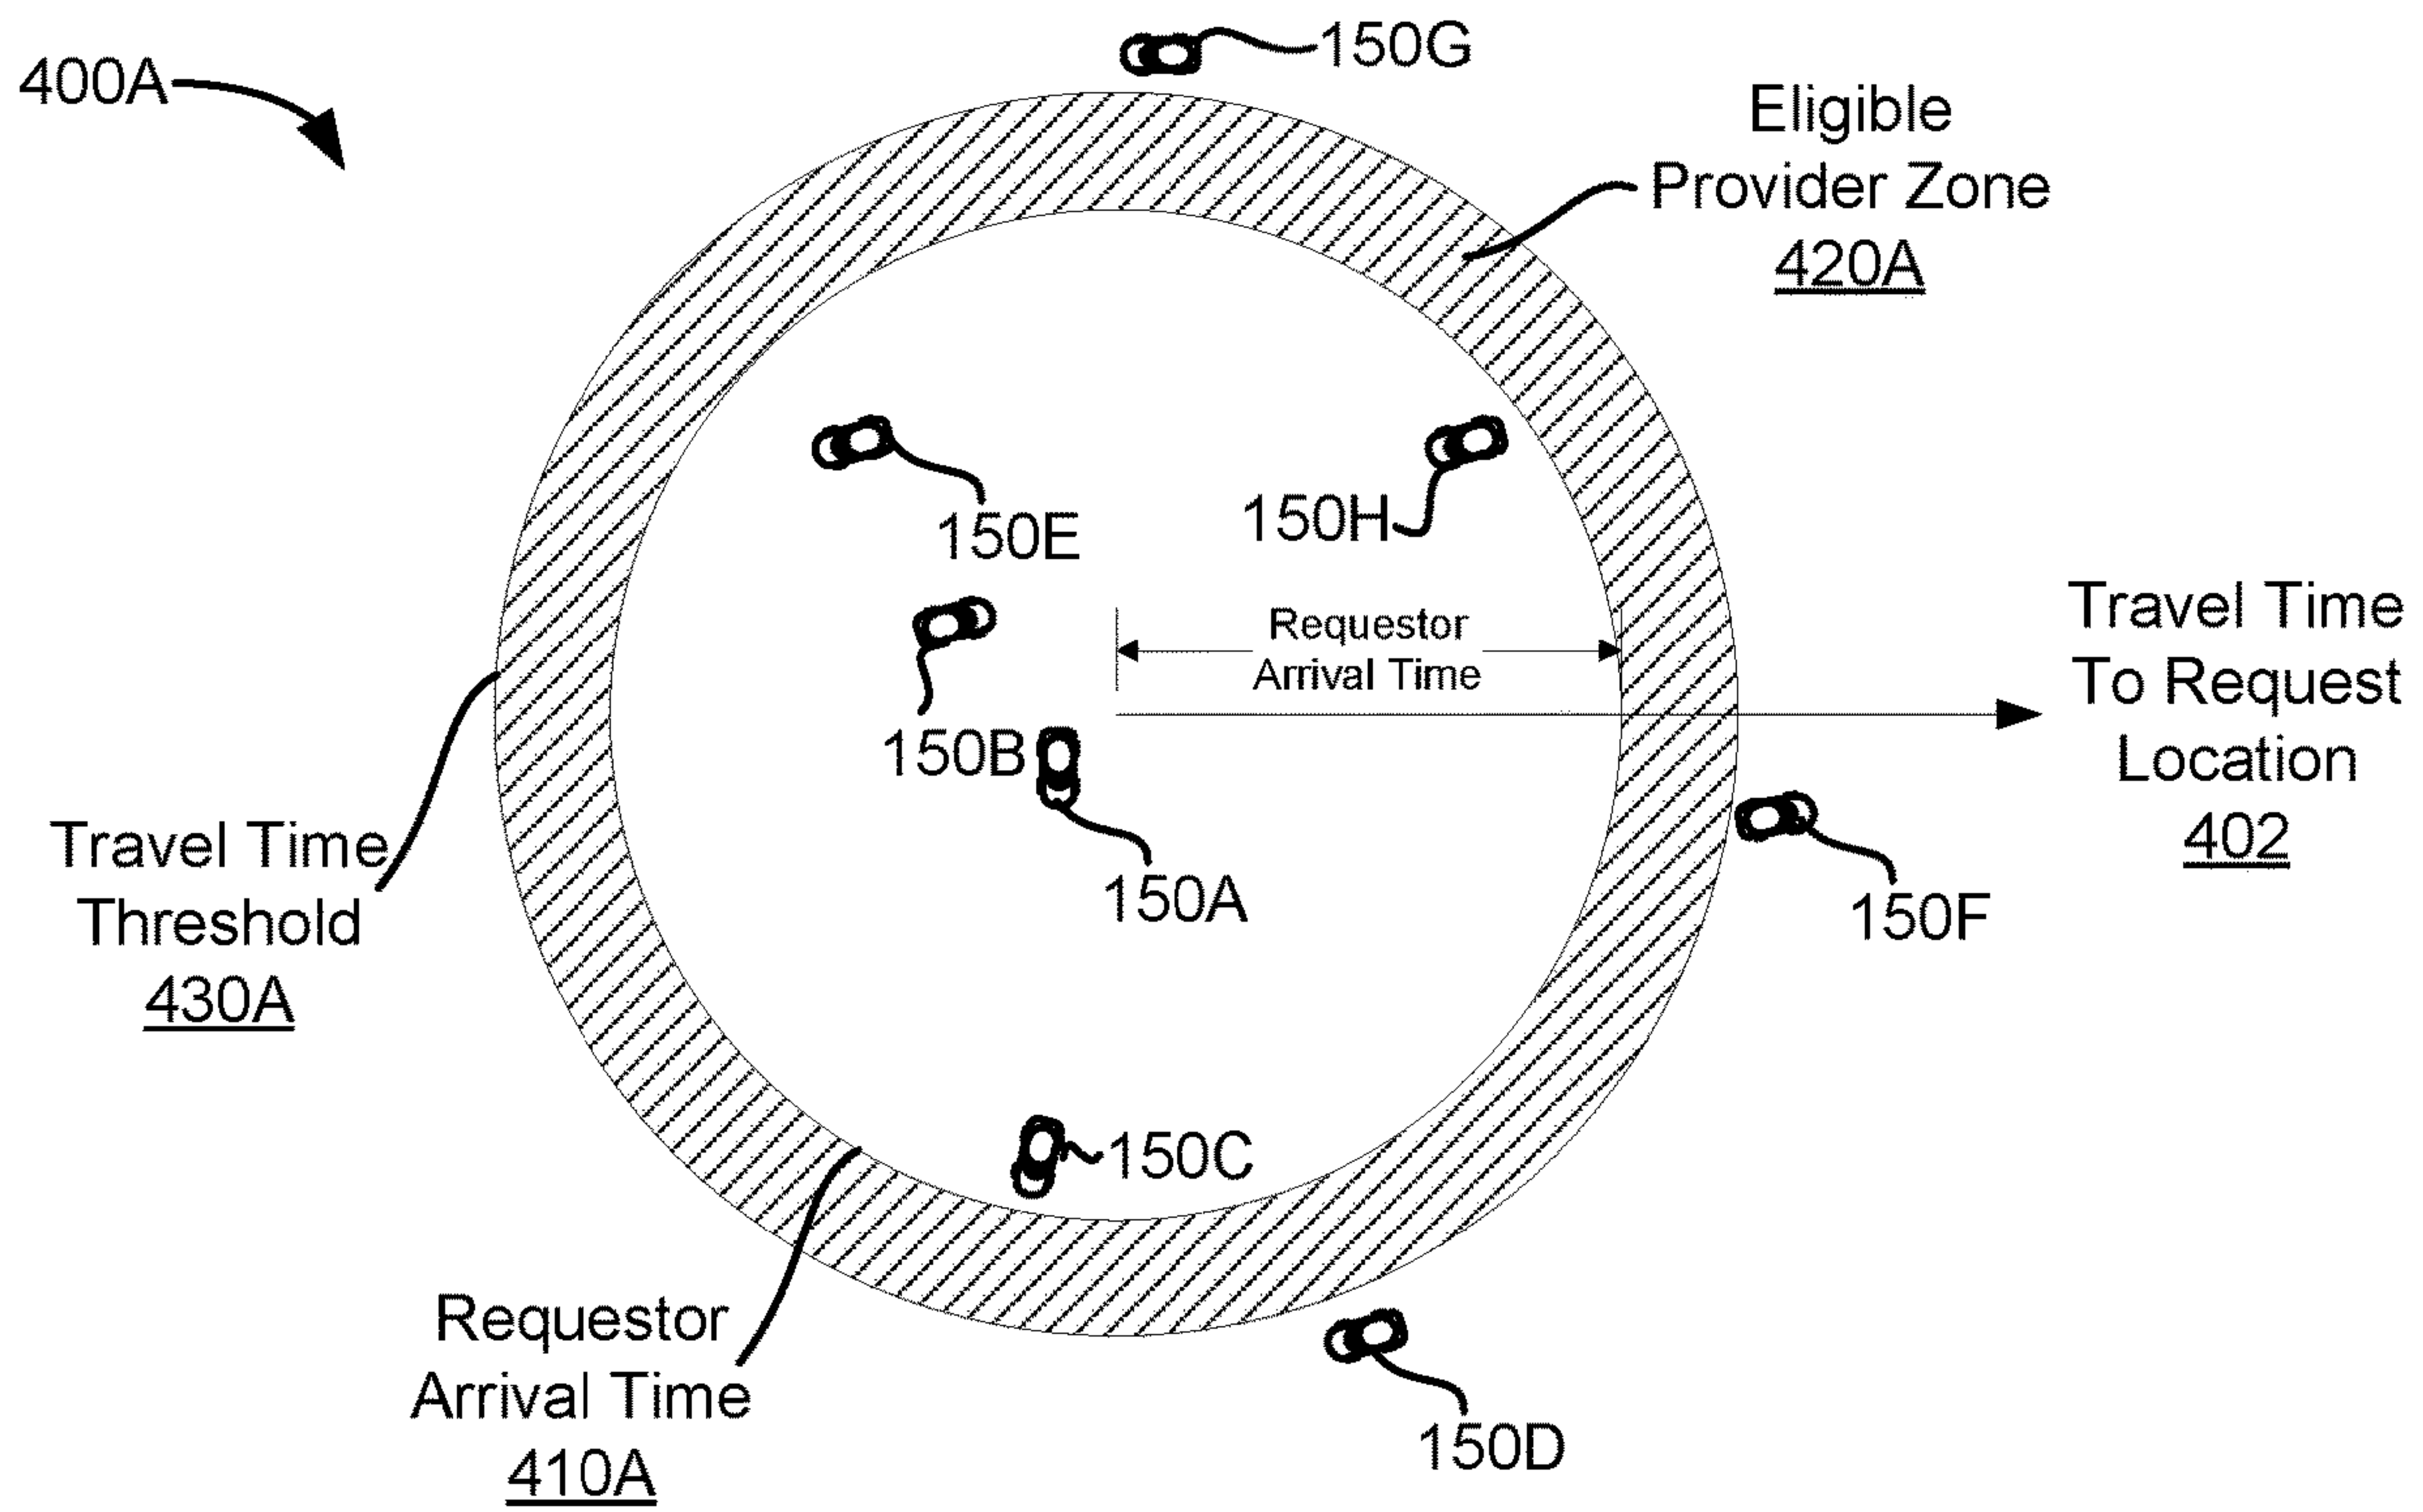 150G
400A
Eligible
Provider Zone
420A
150E
150H
Requestor
Arrival Time
Travel Time
To Request
Location
402
150B
150A
150F
Travel Time
Threshold
430A
150C
Requestor
Arrival Time
410A
150D